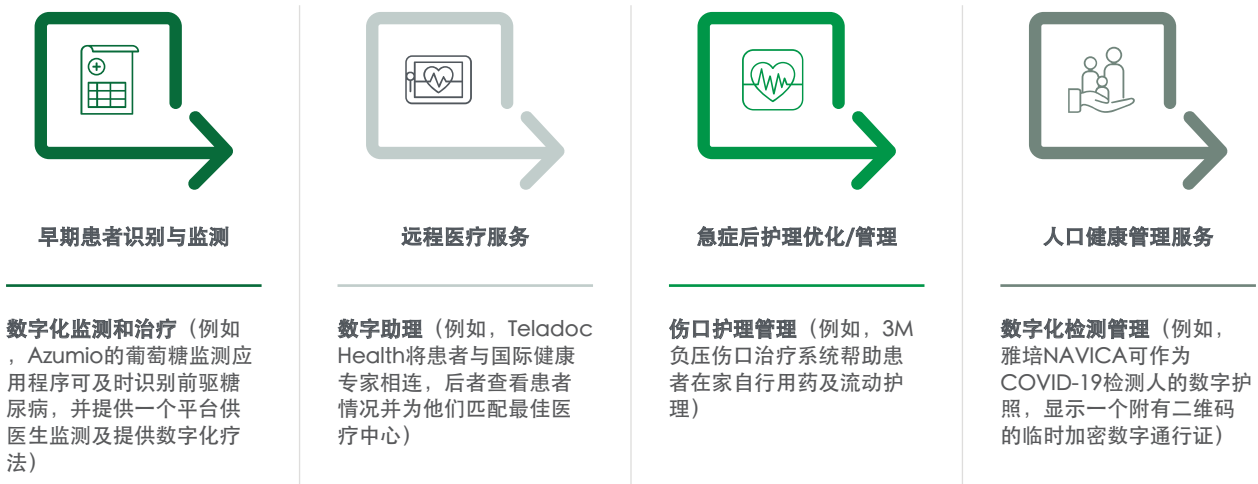 早期患者识别与监测
数字化监测和治疗（例如
，Azumio的葡萄糖监测应
用程序可及时识别前驱糖
尿病，并提供一个平台供
医生监测及提供数字化疗
法）
远程医疗服务
数字助理（例如，Teladoc
Health将患者与国际健康
专家相连，后者查看患者
情况并为他们匹配最佳医
疗中心）
急症后护理优化/管理
伤口护理管理（例如，3M
负压伤口治疗系统帮助患
者在家自行用药及流动护
理）
人口健康管理服务
数字化检测管理（例如，
雅培NAVICA可作为
COVID-19检测人的数字护
照，显示一个附有二维码
的临时加密数字通行证）